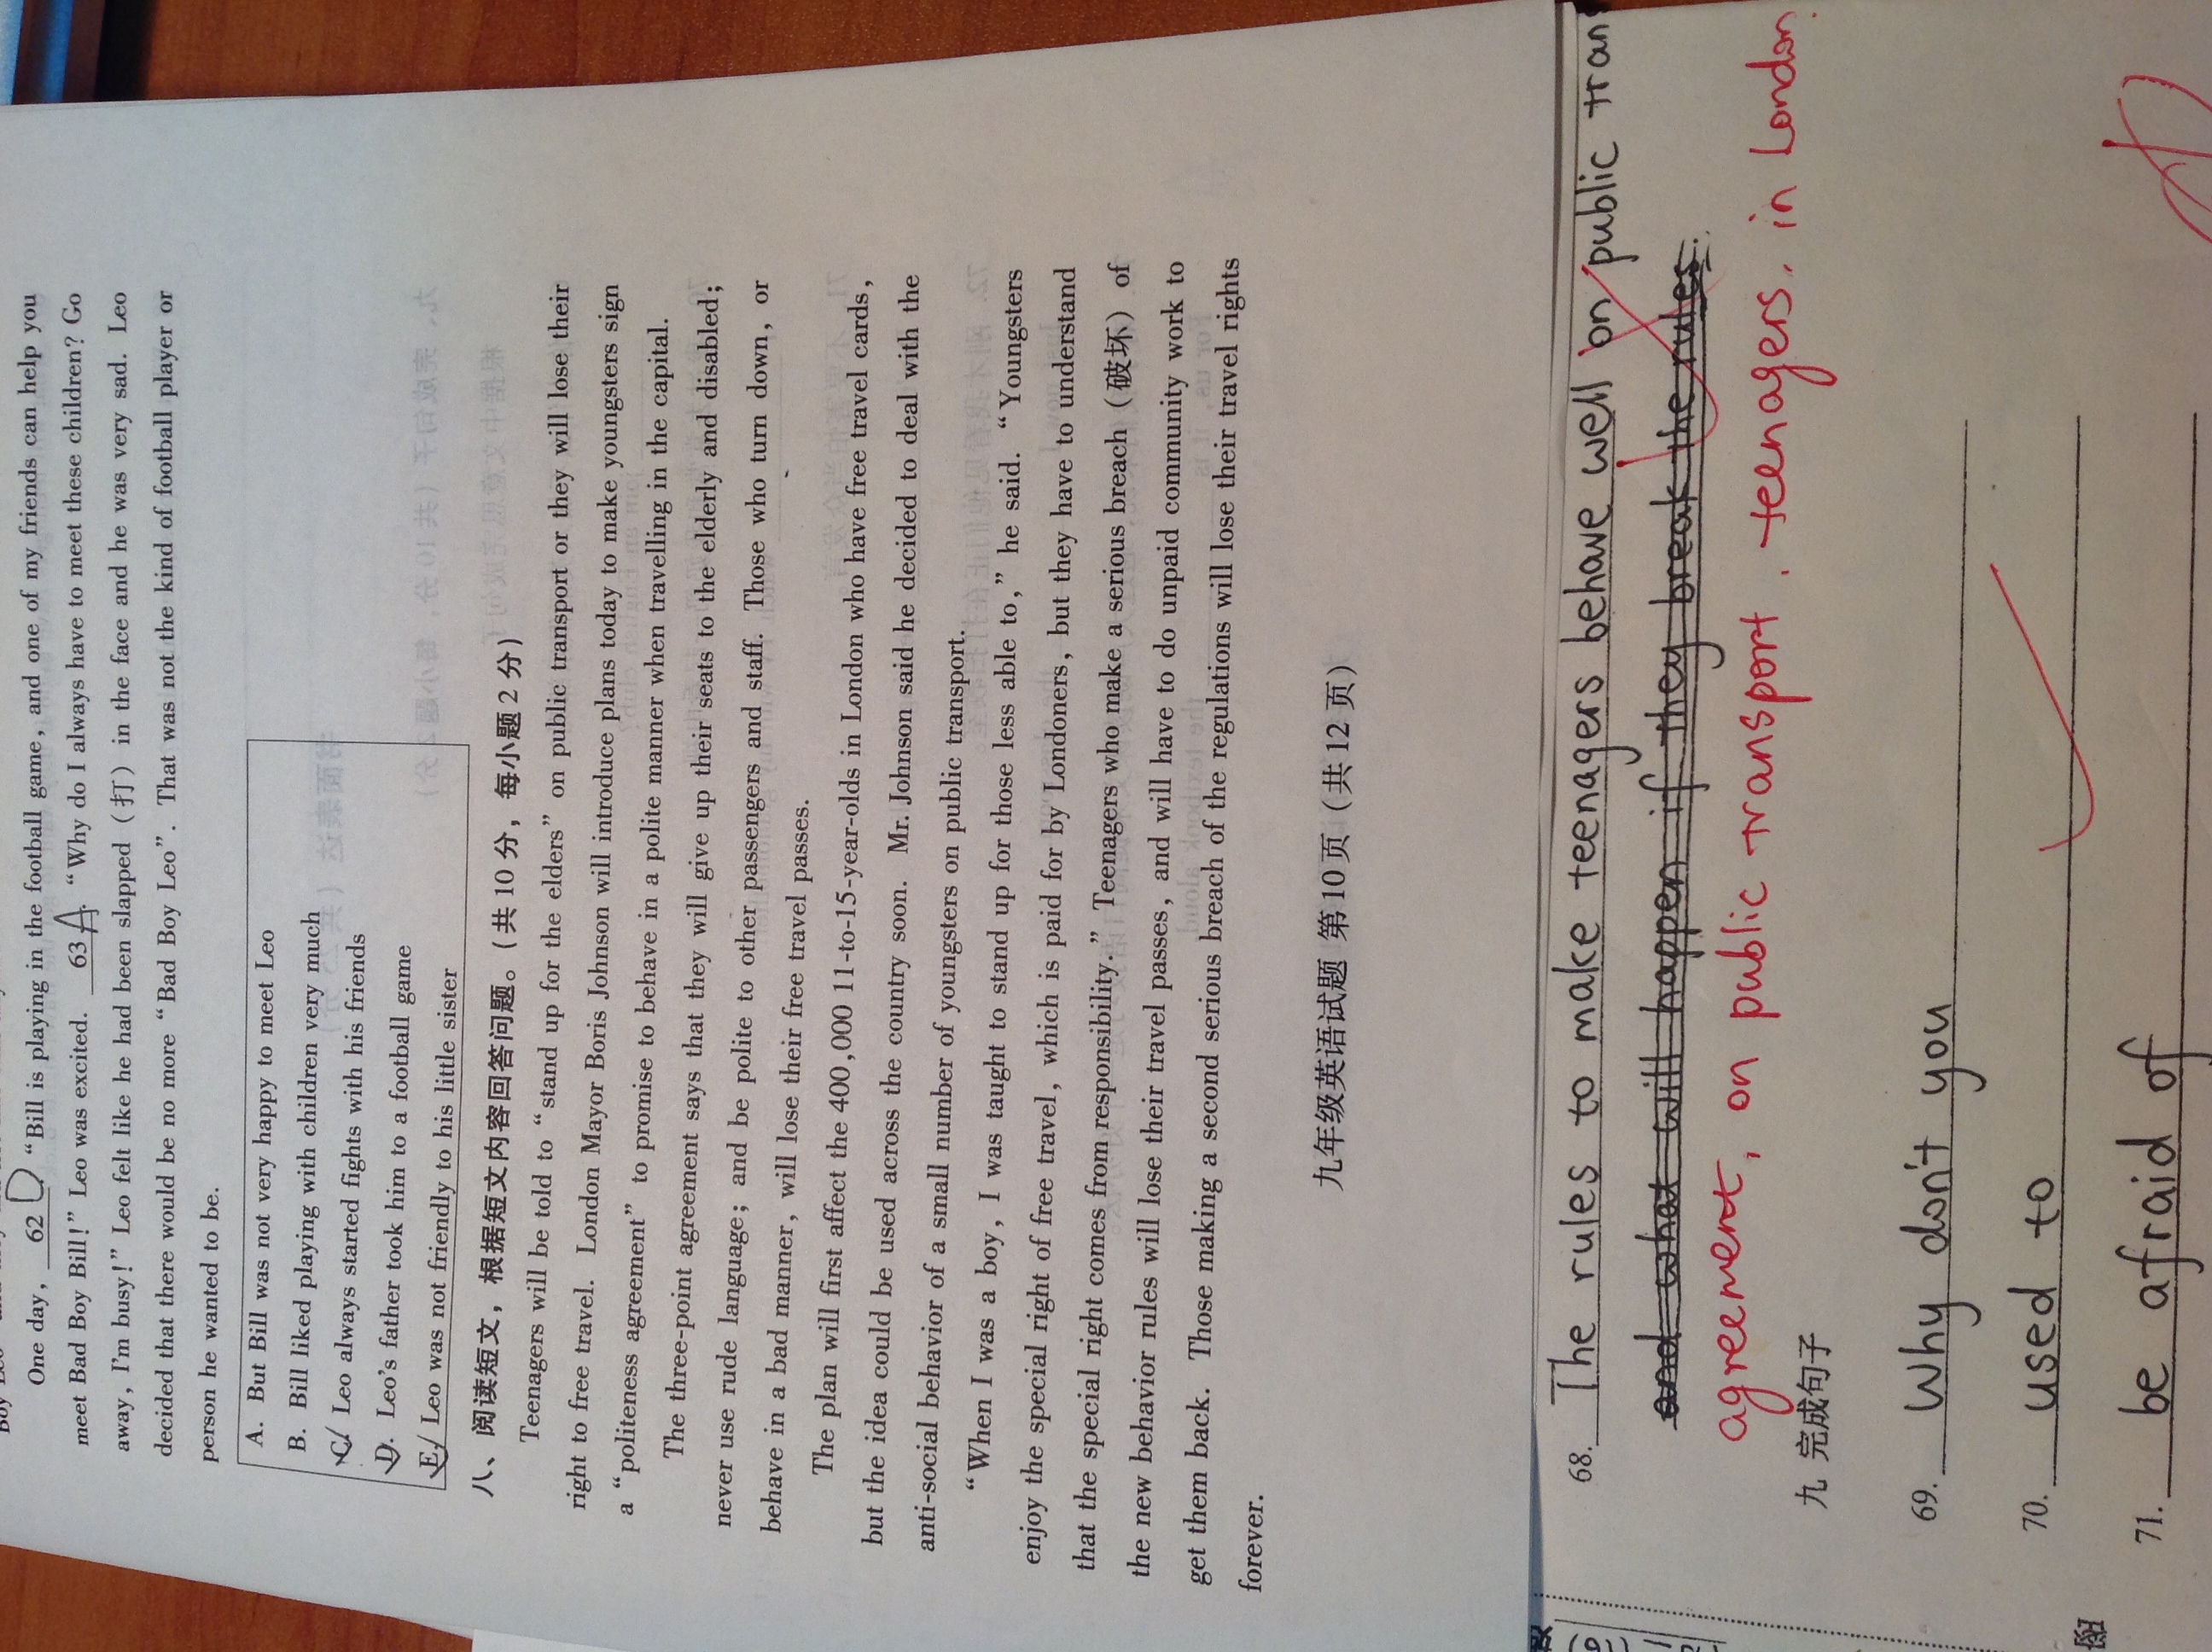 Boy Leo"
One day, 62 D. "Bill is playing in the football game, and one of my friends can help you
meet Bad Boy Bill!" Leo was excited. 63 A. "Why do I always have to meet these children? Go
away, I'm busy!" Leo felt like he had been slapped (打) in the face and he was very sad. Leo
decided that there would be no more "Bad Boy Leo". That was not the kind of football player or
person he wanted to be.
A. But Bill was not very happy to meet Leo
B. Bill liked playing with children very much
C. Leo always started fights with his friends
D. Leo's father took him to a football game
E. Leo was not friendly to his little sister
八、阅读短文，根据短文内容回答问题。(共 10 分，每小题 2 分)
Teenagers will be told to "stand up for the elders" on public transport or they will lose their
right to free travel. London Mayor Boris Johnson will introduce plans today to make youngsters sign
a "politeness agreement" to promise to behave in a polite manner when travelling in the capital.
The three-point agreement says that they will give up their seats to the elderly and disabled;
never use rude language; and be polite to other passengers and staff. Those who turn down, or
behave in a bad manner, will lose their free travel passes.
The plan will first affect the 400,000 11-to-15-year-olds in London who have free travel cards,
but the idea could be used across the country soon. Mr. Johnson said he decided to deal with the
anti-social behavior of a small number of youngsters on public transport.
"When I was a boy, I was taught to stand up for those less able to," he said. "Youngsters
enjoy the special right of free travel, which is paid for by Londoners, but they have to understand
that the special right comes from responsibility." Teenagers who make a serious breach (破坏) of
the new behavior rules will lose their travel passes, and will have to do unpaid community work to
get them back. Those making a second serious breach of the regulations will lose their travel rights
forever.
九年级英语试题 第 10 页 (共 12 页)
68. The rules to make teenagers behave well on public tran
and what will happen if they break the rules.
agreement, on public transport. teenagers. in London.
九 完成句子
69. Why don't you
70. used to
71. be afraid of